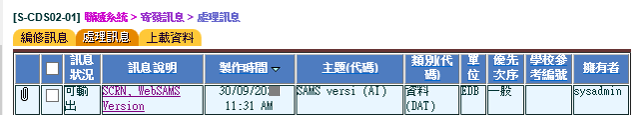 [S-CDS02-01] 聯遞系統 > 寄發訊息 > 處理訊息
編修訊息 處理訊息 上載資料
訊息狀況 訊息說明 製作時間 主題(代碼) 類別(代碼) 單位 優先次序 學校參考編號 擁有者
可輸出 SCRN, WebSAMS Version 30/09/20 11:31 AM SAMS versi (AI) 資料(DAT) EDB 一般 sysadmin